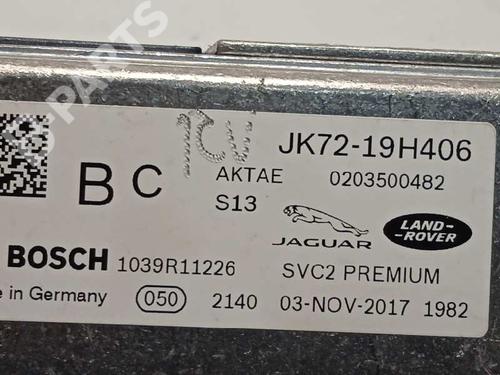 B-PARTS
JK72-19H406
B C
AKTAE
0203500482
S13
JAGUAR
LAND-
-ROVER
BOSCH
1039R11226
SVC2 PREMIUM
e in Germany
050
2140
03-NOV-2017
1982